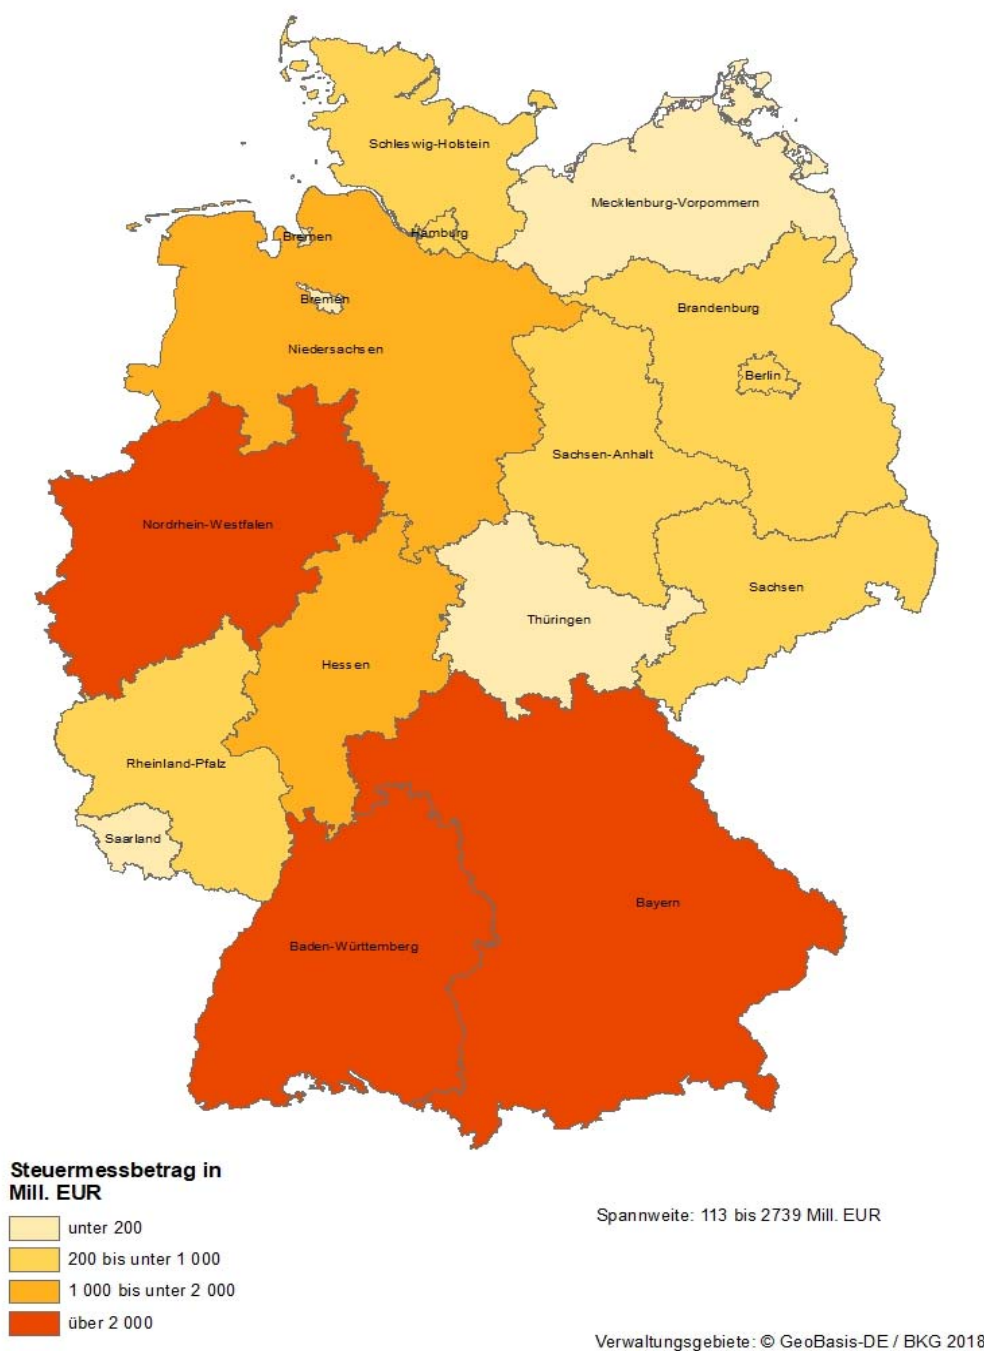 Schleswig-Holstein
Mecklenburg-Vorpommern
Hamburg
Bremen
Bremen
Brandenburg
Niedersachsen
Berlin
Sachsen-Anhalt
Nordrhein-Westfalen
Sachsen
Thüringen
Hessen
Rheinland-Pfalz
Saarland
Bayern
Baden-Württemberg
Steuermessbetrag in
Mill. EUR
unter 200
200 bis unter 1 000
1 000 bis unter 2 000
über 2 000
Spannweite: 113 bis 2739 Mill. EUR
Verwaltungsgebiete: © GeoBasis-DE / BKG 2018